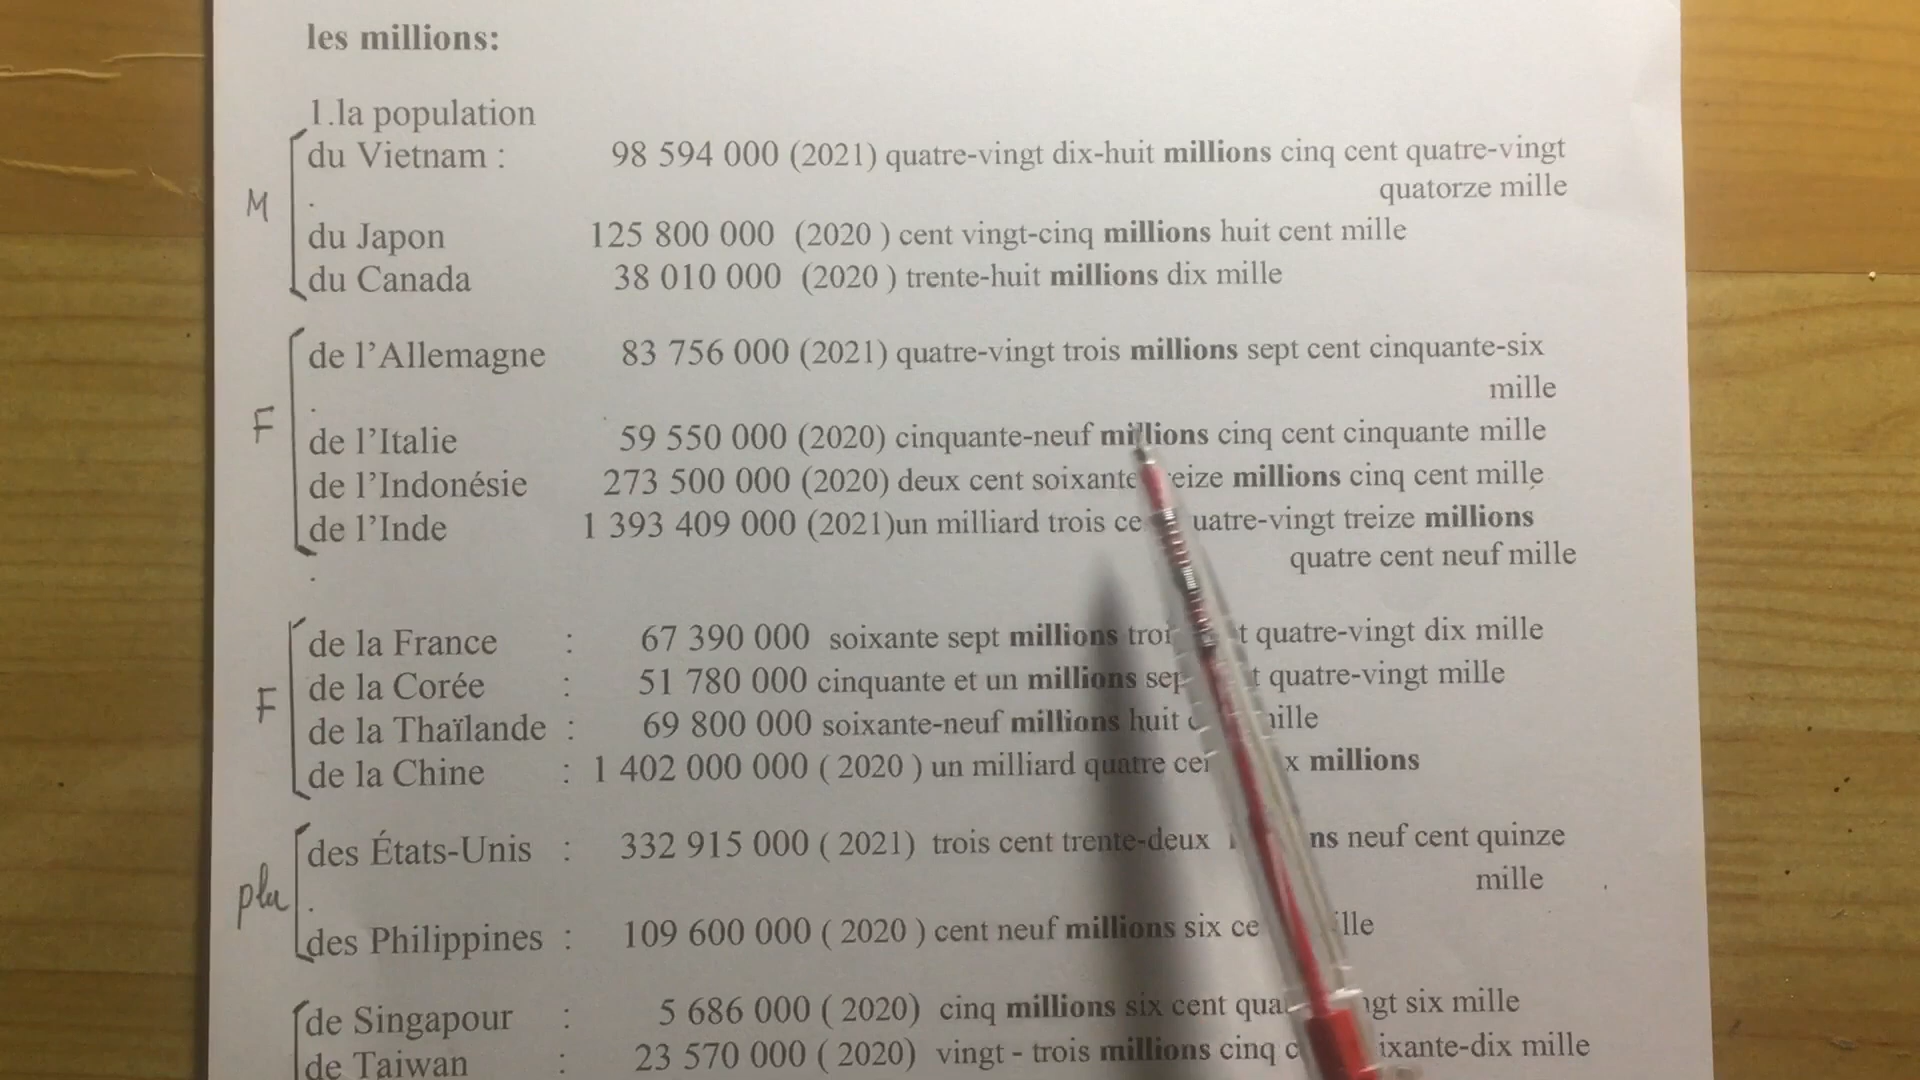 les millions:
1.la population
du Vietnam : 98 594 000 (2021) quatre-vingt dix-huit millions cinq cent quatre-vingt
quatorze mille
M
du Japon 125 800 000 (2020 ) cent vingt-cinq millions huit cent mille
du Canada 38 010 000 (2020 ) trente-huit millions dix mille
de l'Allemagne 83 756 000 (2021) quatre-vingt trois millions sept cent cinquante-six
mille
F
de l'Italie 59 550 000 (2020) cinquante-neuf millions cinq cent cinquante mille
de l'Indonésie 273 500 000 (2020) deux cent soixante millions cinq cent mille
de l'Inde 1 393 409 000 (2021)un milliard trois quatre-vingt treize millions
quatre cent neuf mille
de la France : 67 390 000 soixante sept millions quatre-vingt dix mille
de la Corée : 51 780 000 cinquante et un millions quatre-vingt mille
F
de la Thaïlande : 69 800 000 soixante-neuf millions huit
de la Chine : 1 402 000 000 ( 2020 ) un milliard quatre millions
des États-Unis : 332 915 000 ( 2021) trois cent trente-deux neuf cent quinze
mille
plu
des Philippines : 109 600 000 ( 2020 ) cent neuf millions six
de Singapour : 5 686 000 ( 2020) cinq millions six cent six mille
de Taiwan : 23 570 000 ( 2020) vingt - trois millions cinq mille